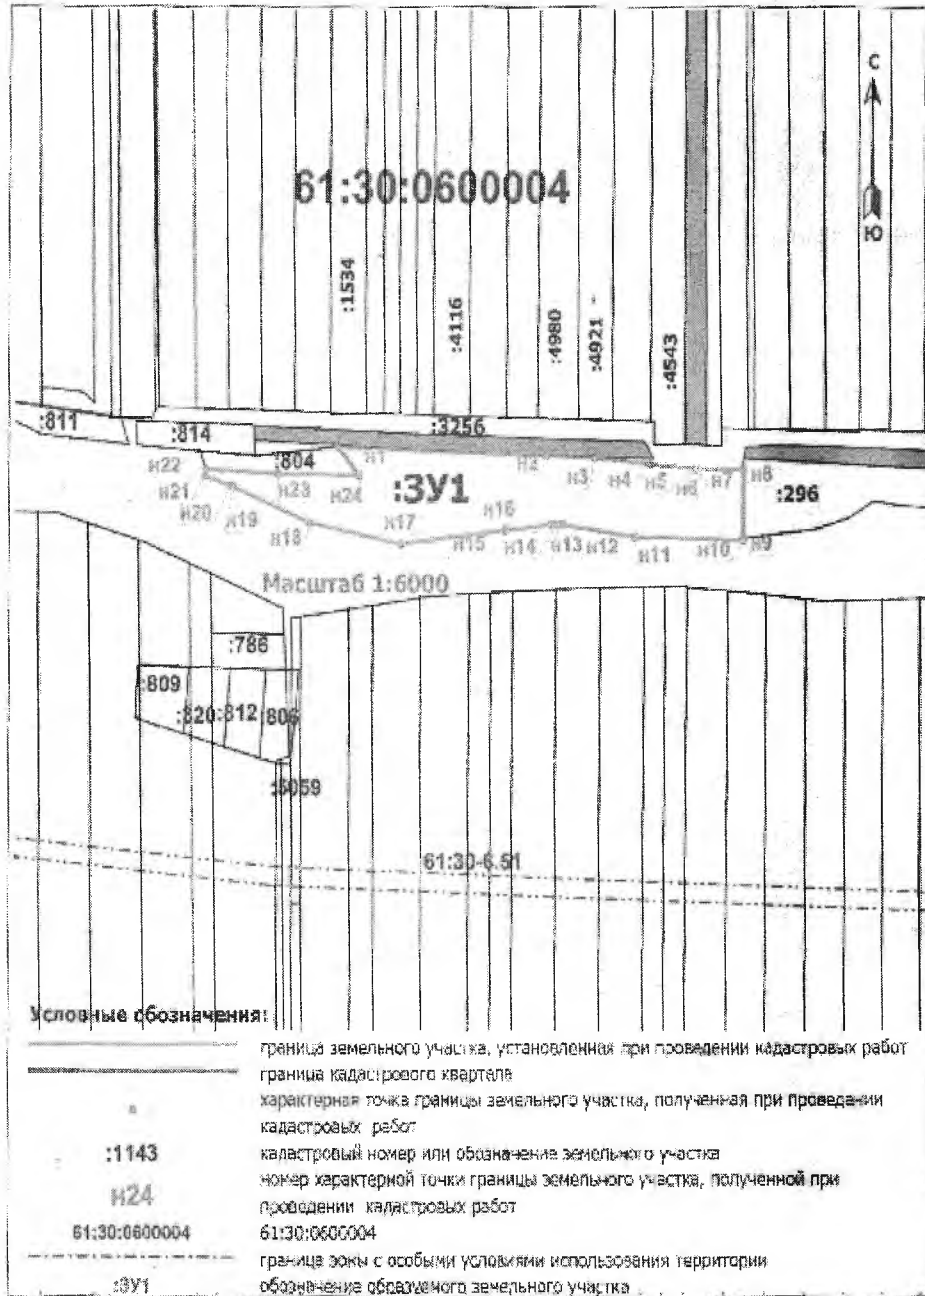 С
Ю
61:30:0600004
:1534
:4116
:4980
:4921
:4543
:811
:814
:3256
:804
н1
н2
н3
н4
н5
н6
н7
н8
н22
н21
н23
н24
:ЗУ1
:296
н20
н19
н18
н17
н16
н15
н14
н13
н12
н11
н10
н9
Масштаб 1:6000
:786
:809
:820
:812
:806
:5059
61:30-6.51
Условные обозначения:
граница земельного участка, установленная при проведении кадастровых работ
граница кадастрового квартала
характерная точка границы земельного участка, полученная при проведании
кадастровых работ
:1143
кадастровый номер или обозначение земельного участка
н24
номер характерной точки границы земельного участка, полученной при
проведении кадастровых работ
61:30:0600004
61:30:0600004
граница зоны с особыми условиями использования территории
:ЗУ1
обозначение образуемого земельного участка